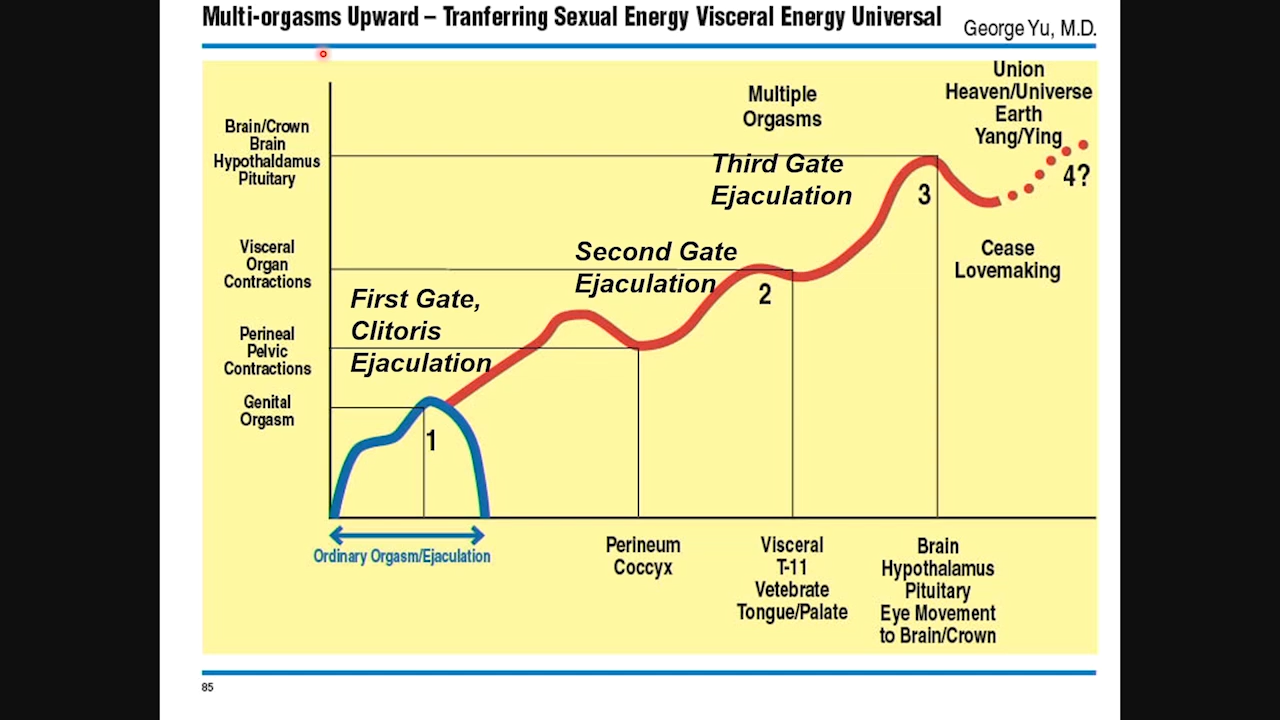 Multi-orgasms Upward – Tranferring Sexual Energy Visceral Energy Universal
George Yu, M.D.
Union
Heaven/Universe
Earth
Yang/Ying
Multiple
Orgasms
Brain/Crown
Brain
Hypothaldamus
Pituitary
Third Gate
Ejaculation
4?
3
Visceral
Organ
Contractions
Second Gate
Ejaculation
2
Cease
Lovemaking
First Gate,
Clitoris
Ejaculation
Perineal
Pelvic
Contractions
Genital
Orgasm
1
Ordinary Orgasm/Ejaculation
Perineum
Coccyx
Visceral
T-11
Vetebrate
Tongue/Palate
Brain
Hypothalamus
Pituitary
Eye Movement
to Brain/Crown
85